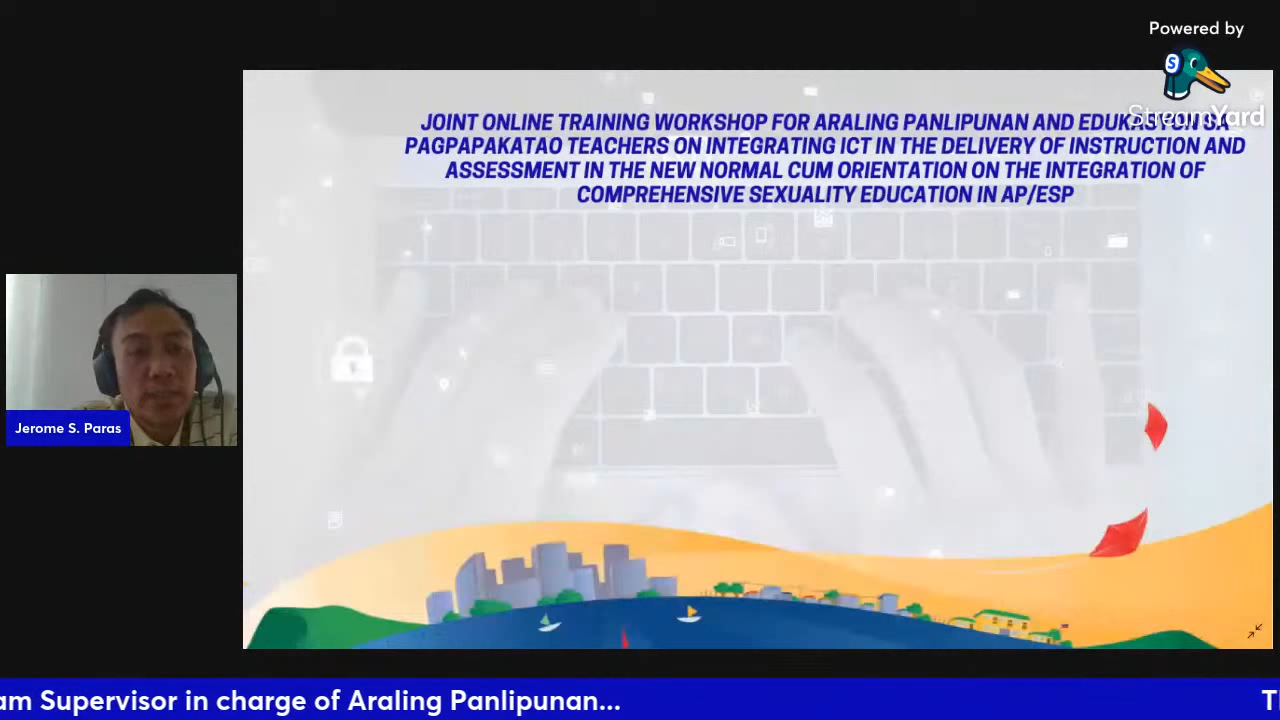 Powered by
StreamYard
JOINT ONLINE TRAINING WORKSHOP FOR ARALING PANLIPUNAN AND EDUKASYON SA
PAGPAPAKATAO TEACHERS ON INTEGRATING ICT IN THE DELIVERY OF INSTRUCTION AND
ASSESSMENT IN THE NEW NORMAL CUM ORIENTATION ON THE INTEGRATION OF
COMPREHENSIVE SEXUALITY EDUCATION IN AP/ESP
Jerome S. Paras
am Supervisor in charge of Araling Panlipunan...